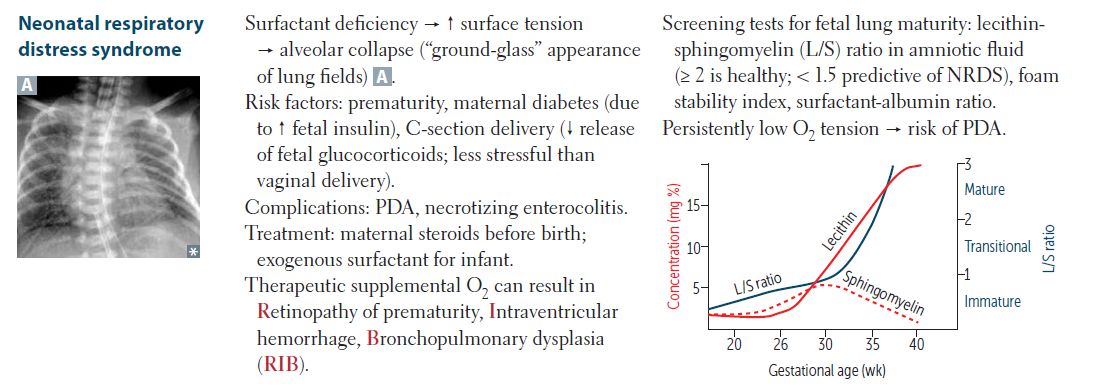 Neonatal respiratory
distress syndrome
A
*
Surfactant deficiency → ↑ surface tension
→ alveolar collapse (“ground-glass” appearance
of lung fields) A.
Risk factors: prematurity, maternal diabetes (due
to ↑ fetal insulin), C-section delivery (↓ release
of fetal glucocorticoids; less stressful than
vaginal delivery).
Complications: PDA, necrotizing enterocolitis.
Treatment: maternal steroids before birth;
exogenous surfactant for infant.
Therapeutic supplemental O₂ can result in
Retinopathy of prematurity, Intraventricular
hemorrhage, Bronchopulmonary dysplasia
(RIB).
Screening tests for fetal lung maturity: lecithin-
sphingomyelin (L/S) ratio in amniotic fluid
(≥ 2 is healthy; < 1.5 predictive of NRDS), foam
stability index, surfactant-albumin ratio.
Persistently low O₂ tension → risk of PDA.
Concentration (mg %)
15
10
5
L/S ratio
Lecithin
Sphingomyelin
3
Mature
2
Transitional
1
Immature
L/S ratio
20 26 30 35 40
Gestational age (wk)